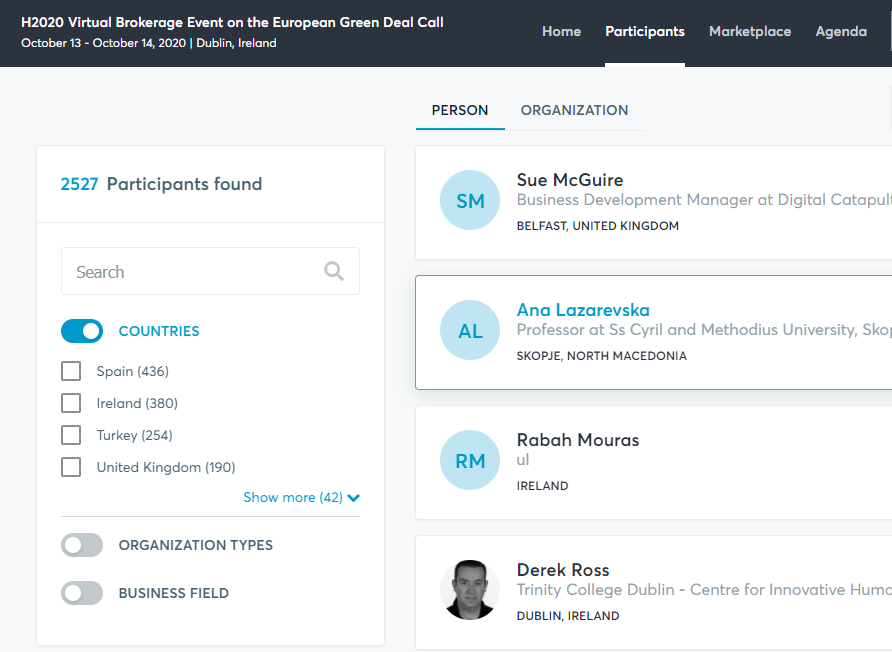 H2020 Virtual Brokerage Event on the European Green Deal Call
October 13 - October 14, 2020 | Dublin, Ireland
Home Participants Marketplace Agenda
PERSON ORGANIZATION
2527 Participants found
Search
COUNTRIES
Spain (436)
Ireland (380)
Turkey (254)
United Kingdom (190)
Show more (42)
ORGANIZATION TYPES
BUSINESS FIELD
SM
Sue McGuire
Business Development Manager at Digital Catapult
BELFAST, UNITED KINGDOM
AL
Ana Lazarevska
Professor at Ss Cyril and Methodius University, Skop
SKOPJE, NORTH MACEDONIA
RM
Rabah Mouras
ul
IRELAND
Derek Ross
Trinity College Dublin - Centre for Innovative Huma
DUBLIN, IRELAND